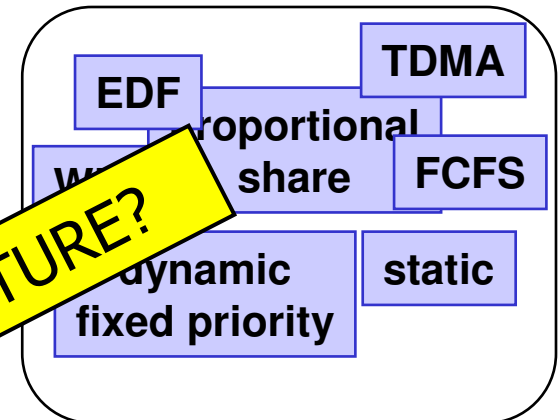 TDMA
EDF
roportional
share
FCFS
TURE?
dynamic
fixed priority
static